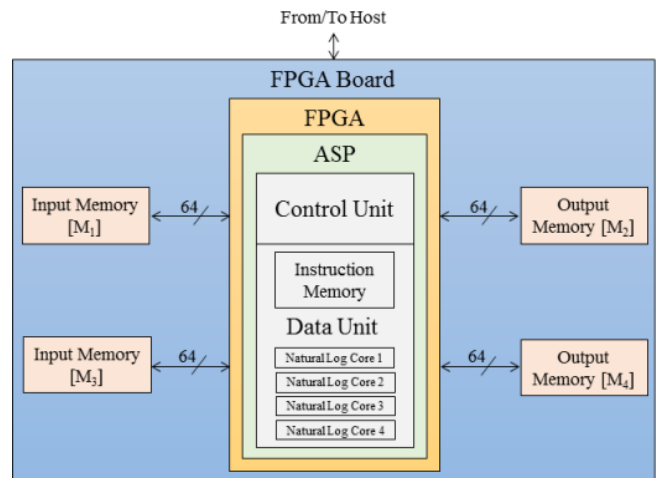 From/To Host
FPGA Board
FPGA
ASP
Control Unit
Instruction
Memory
Data Unit
Natural Log Core 1
Natural Log Core 2
Natural Log Core 3
Natural Log Core 4
Input Memory
[M₁]
64
Input Memory
[M₃]
64
64
Output
Memory [M₂]
64
Output
Memory [M₄]